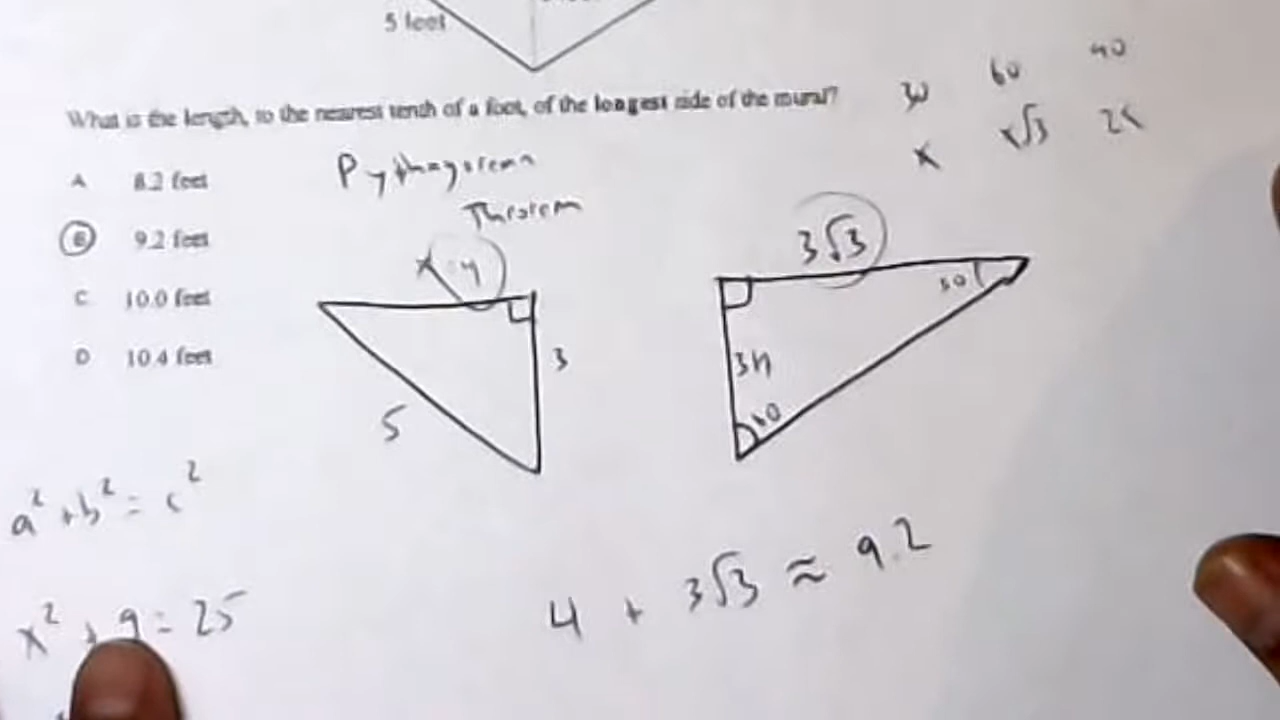 5 feet
What is the length, to the nearest tenth of a foot, of the longest side of the mural?
30 60 90
x x√3 2x
A 8.2 feet
B 9.2 feet
C 10.0 feet
D 10.4 feet
Pythagorean
Theorem
x 4
3
5
3√3
3
60
30
a² + b² = c²
x² + 9 = 25
4 + 3√3 ≈ 9.2